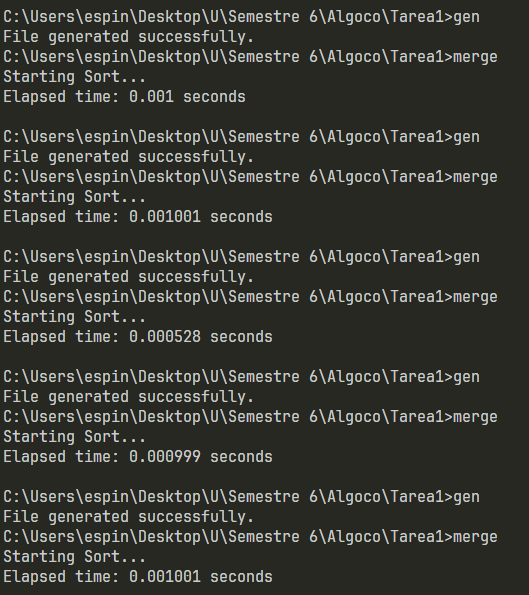 C:\Users\espin\Desktop\U\Semestre 6\Algoco\Tarea1>gen
File generated successfully.
C:\Users\espin\Desktop\U\Semestre 6\Algoco\Tarea1>merge
Starting Sort...
Elapsed time: 0.001 seconds

C:\Users\espin\Desktop\U\Semestre 6\Algoco\Tarea1>gen
File generated successfully.
C:\Users\espin\Desktop\U\Semestre 6\Algoco\Tarea1>merge
Starting Sort...
Elapsed time: 0.001001 seconds

C:\Users\espin\Desktop\U\Semestre 6\Algoco\Tarea1>gen
File generated successfully.
C:\Users\espin\Desktop\U\Semestre 6\Algoco\Tarea1>merge
Starting Sort...
Elapsed time: 0.000528 seconds

C:\Users\espin\Desktop\U\Semestre 6\Algoco\Tarea1>gen
File generated successfully.
C:\Users\espin\Desktop\U\Semestre 6\Algoco\Tarea1>merge
Starting Sort...
Elapsed time: 0.000999 seconds

C:\Users\espin\Desktop\U\Semestre 6\Algoco\Tarea1>gen
File generated successfully.
C:\Users\espin\Desktop\U\Semestre 6\Algoco\Tarea1>merge
Starting Sort...
Elapsed time: 0.001001 seconds